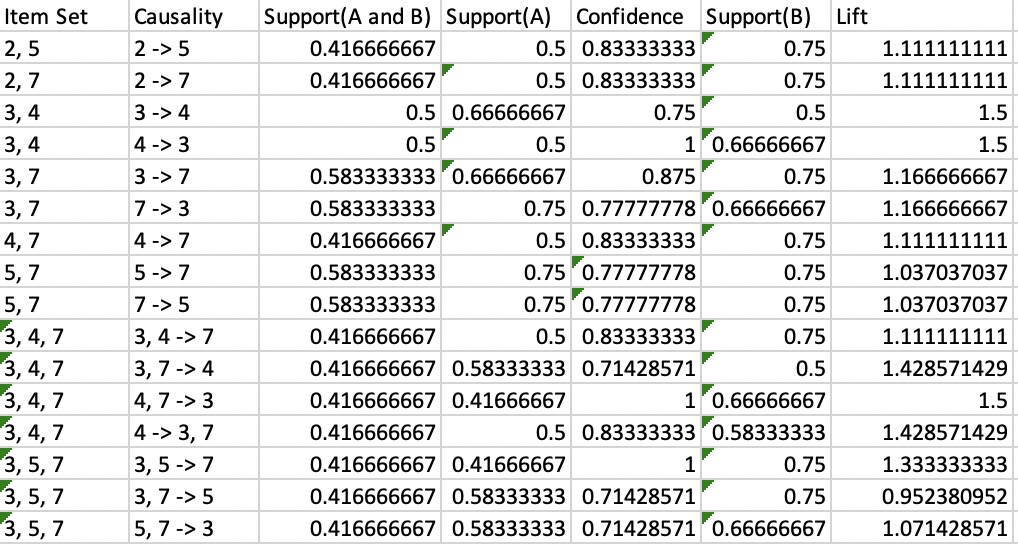 Item Set Causality Support(A and B) Support(A) Confidence Support(B) Lift
2, 5 2 -> 5 0.416666667 0.5 0.83333333 0.75 1.111111111
2, 7 2 -> 7 0.416666667 0.5 0.83333333 0.75 1.111111111
3, 4 3 -> 4 0.5 0.66666667 0.75 0.5 1.5
3, 4 4 -> 3 0.5 0.5 1 0.66666667 1.5
3, 7 3 -> 7 0.583333333 0.66666667 0.875 0.75 1.166666667
3, 7 7 -> 3 0.583333333 0.75 0.77777778 0.66666667 1.166666667
4, 7 4 -> 7 0.416666667 0.5 0.83333333 0.75 1.111111111
5, 7 5 -> 7 0.583333333 0.75 0.77777778 0.75 1.037037037
5, 7 7 -> 5 0.583333333 0.75 0.77777778 0.75 1.037037037
3, 4, 7 3, 4 -> 7 0.416666667 0.5 0.83333333 0.75 1.111111111
3, 4, 7 3, 7 -> 4 0.416666667 0.58333333 0.71428571 0.5 1.428571429
3, 4, 7 4, 7 -> 3 0.416666667 0.41666667 1 0.66666667 1.5
3, 4, 7 4 -> 3, 7 0.416666667 0.5 0.83333333 0.58333333 1.428571429
3, 5, 7 3, 5 -> 7 0.416666667 0.41666667 1 0.75 1.333333333
3, 5, 7 3, 7 -> 5 0.416666667 0.58333333 0.71428571 0.75 0.952380952
3, 5, 7 5, 7 -> 3 0.416666667 0.58333333 0.71428571 0.66666667 1.071428571